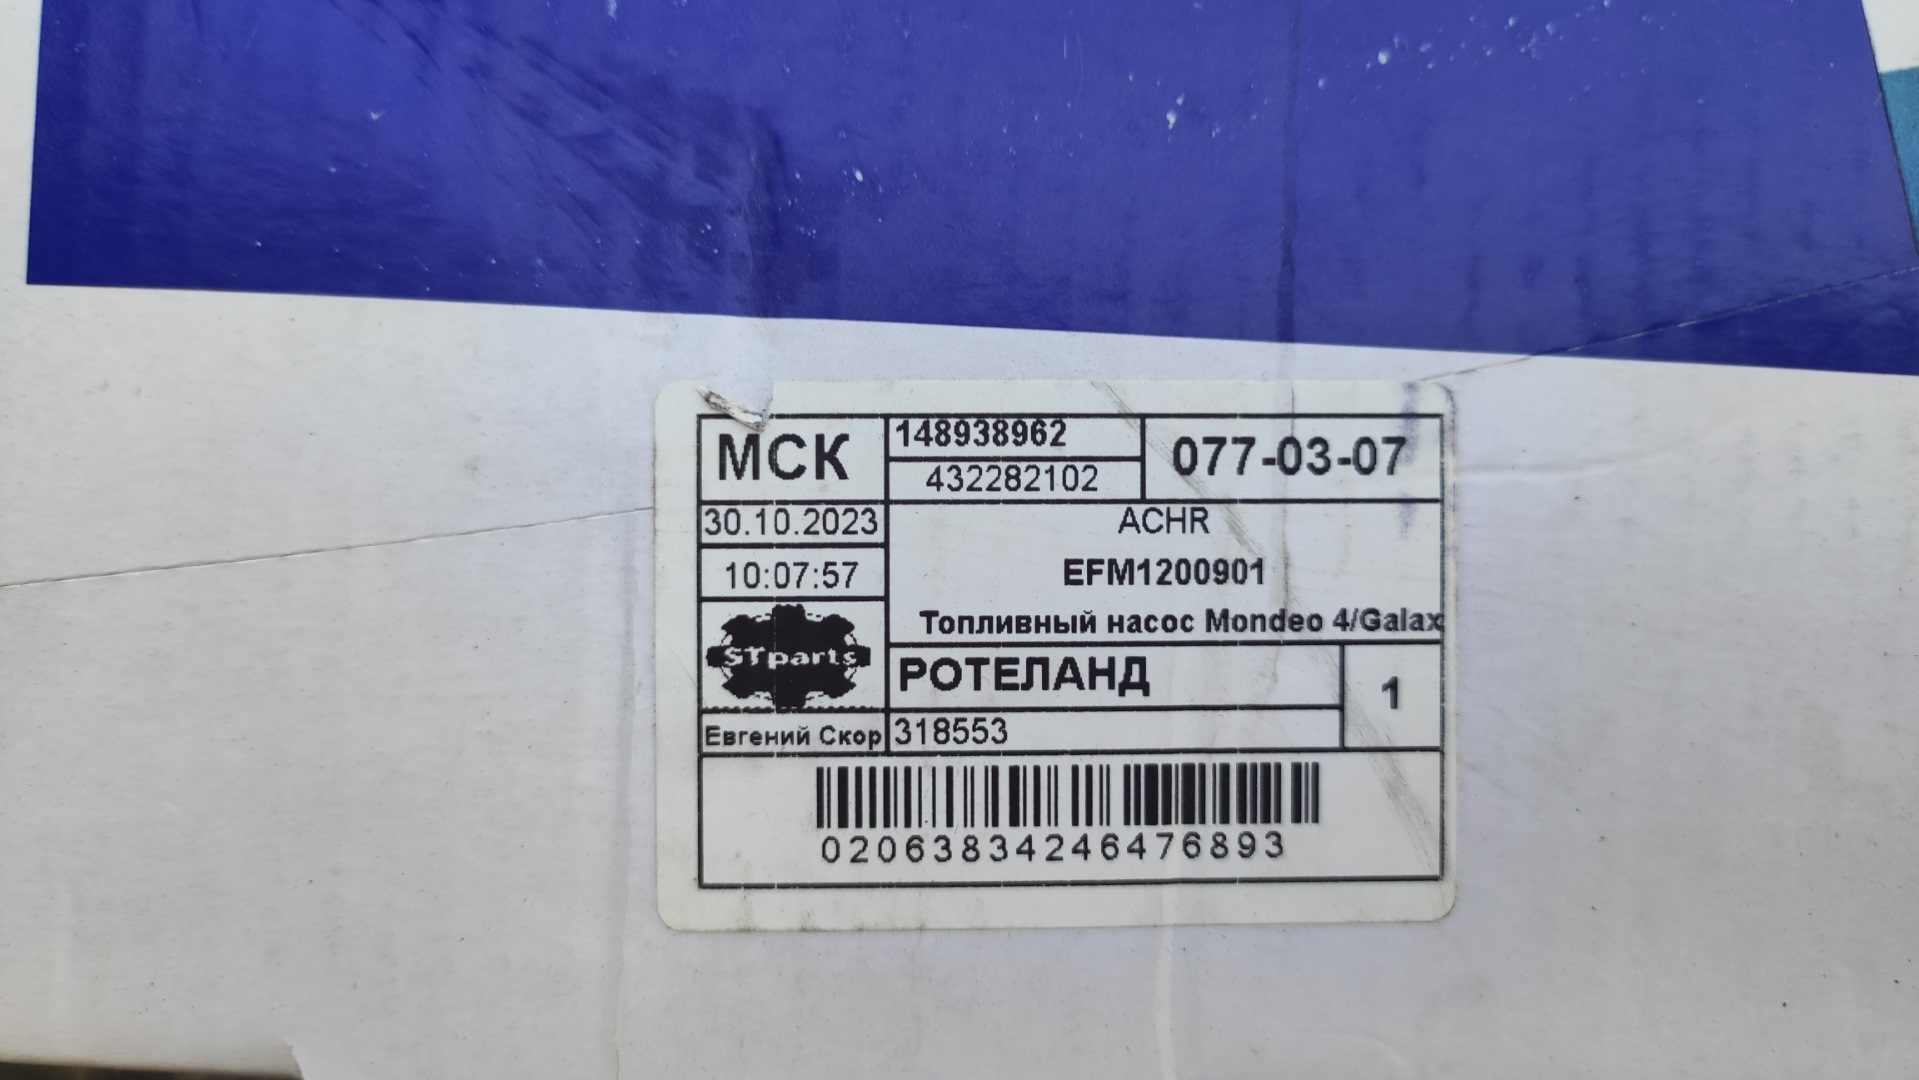 МСК
148938962
432282102
077-03-07
30.10.2023
10:07:57
ACHR
EFM1200901
Топливный насос Mondeo 4/Galax
STparts
РОТЕЛАНД
1
Евгений Скор
318553
02063834246476893